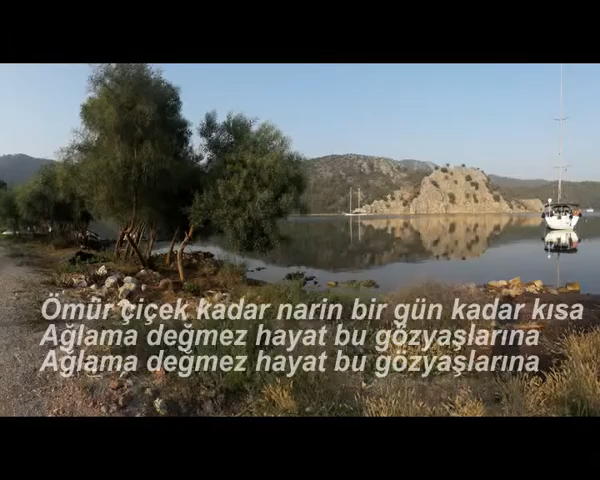 Ömür çiçek kadar narin bir gün kadar kısa
Ağlama değmez hayat bu gözyaşlarına
Ağlama değmez hayat bu gözyaşlarına